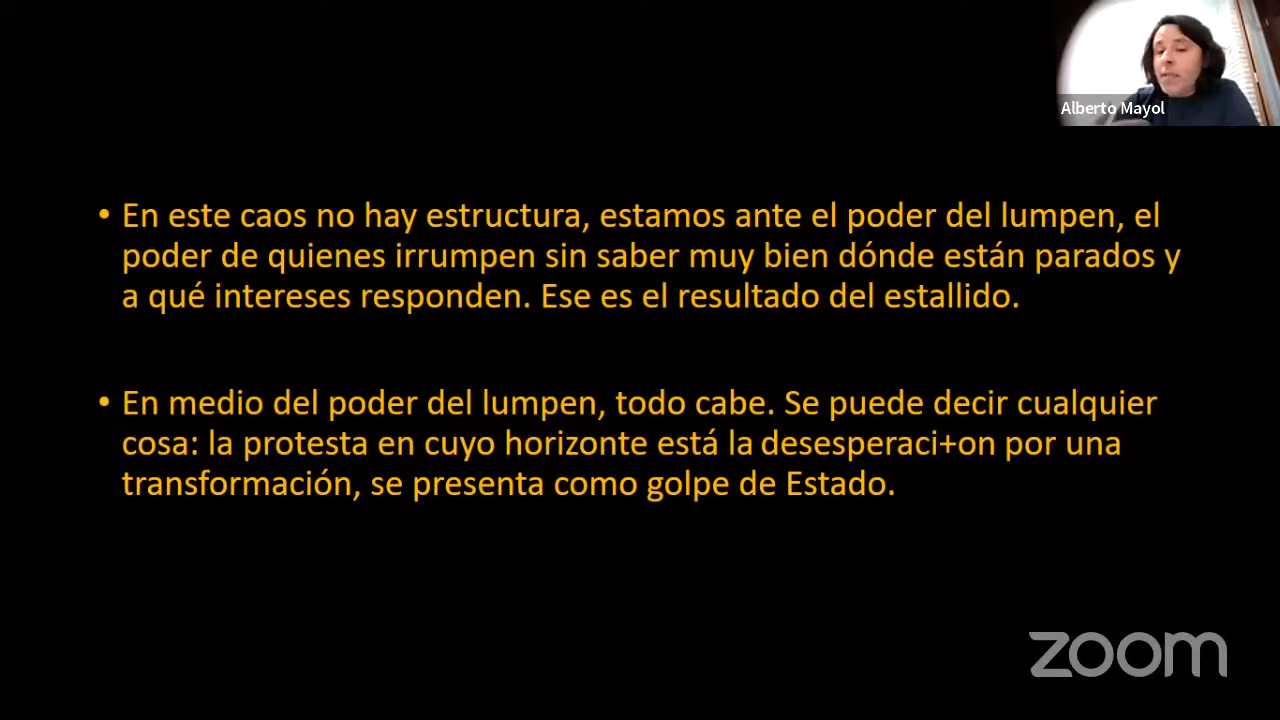 Alberto Mayol
• En este caos no hay estructura, estamos ante el poder del lumpen, el
poder de quienes irrumpen sin saber muy bien dónde están parados y
a qué intereses responden. Ese es el resultado del estallido.
• En medio del poder del lumpen, todo cabe. Se puede decir cualquier
cosa: la protesta en cuyo horizonte está la desesperaci+on por una
transformación, se presenta como golpe de Estado.
zoom